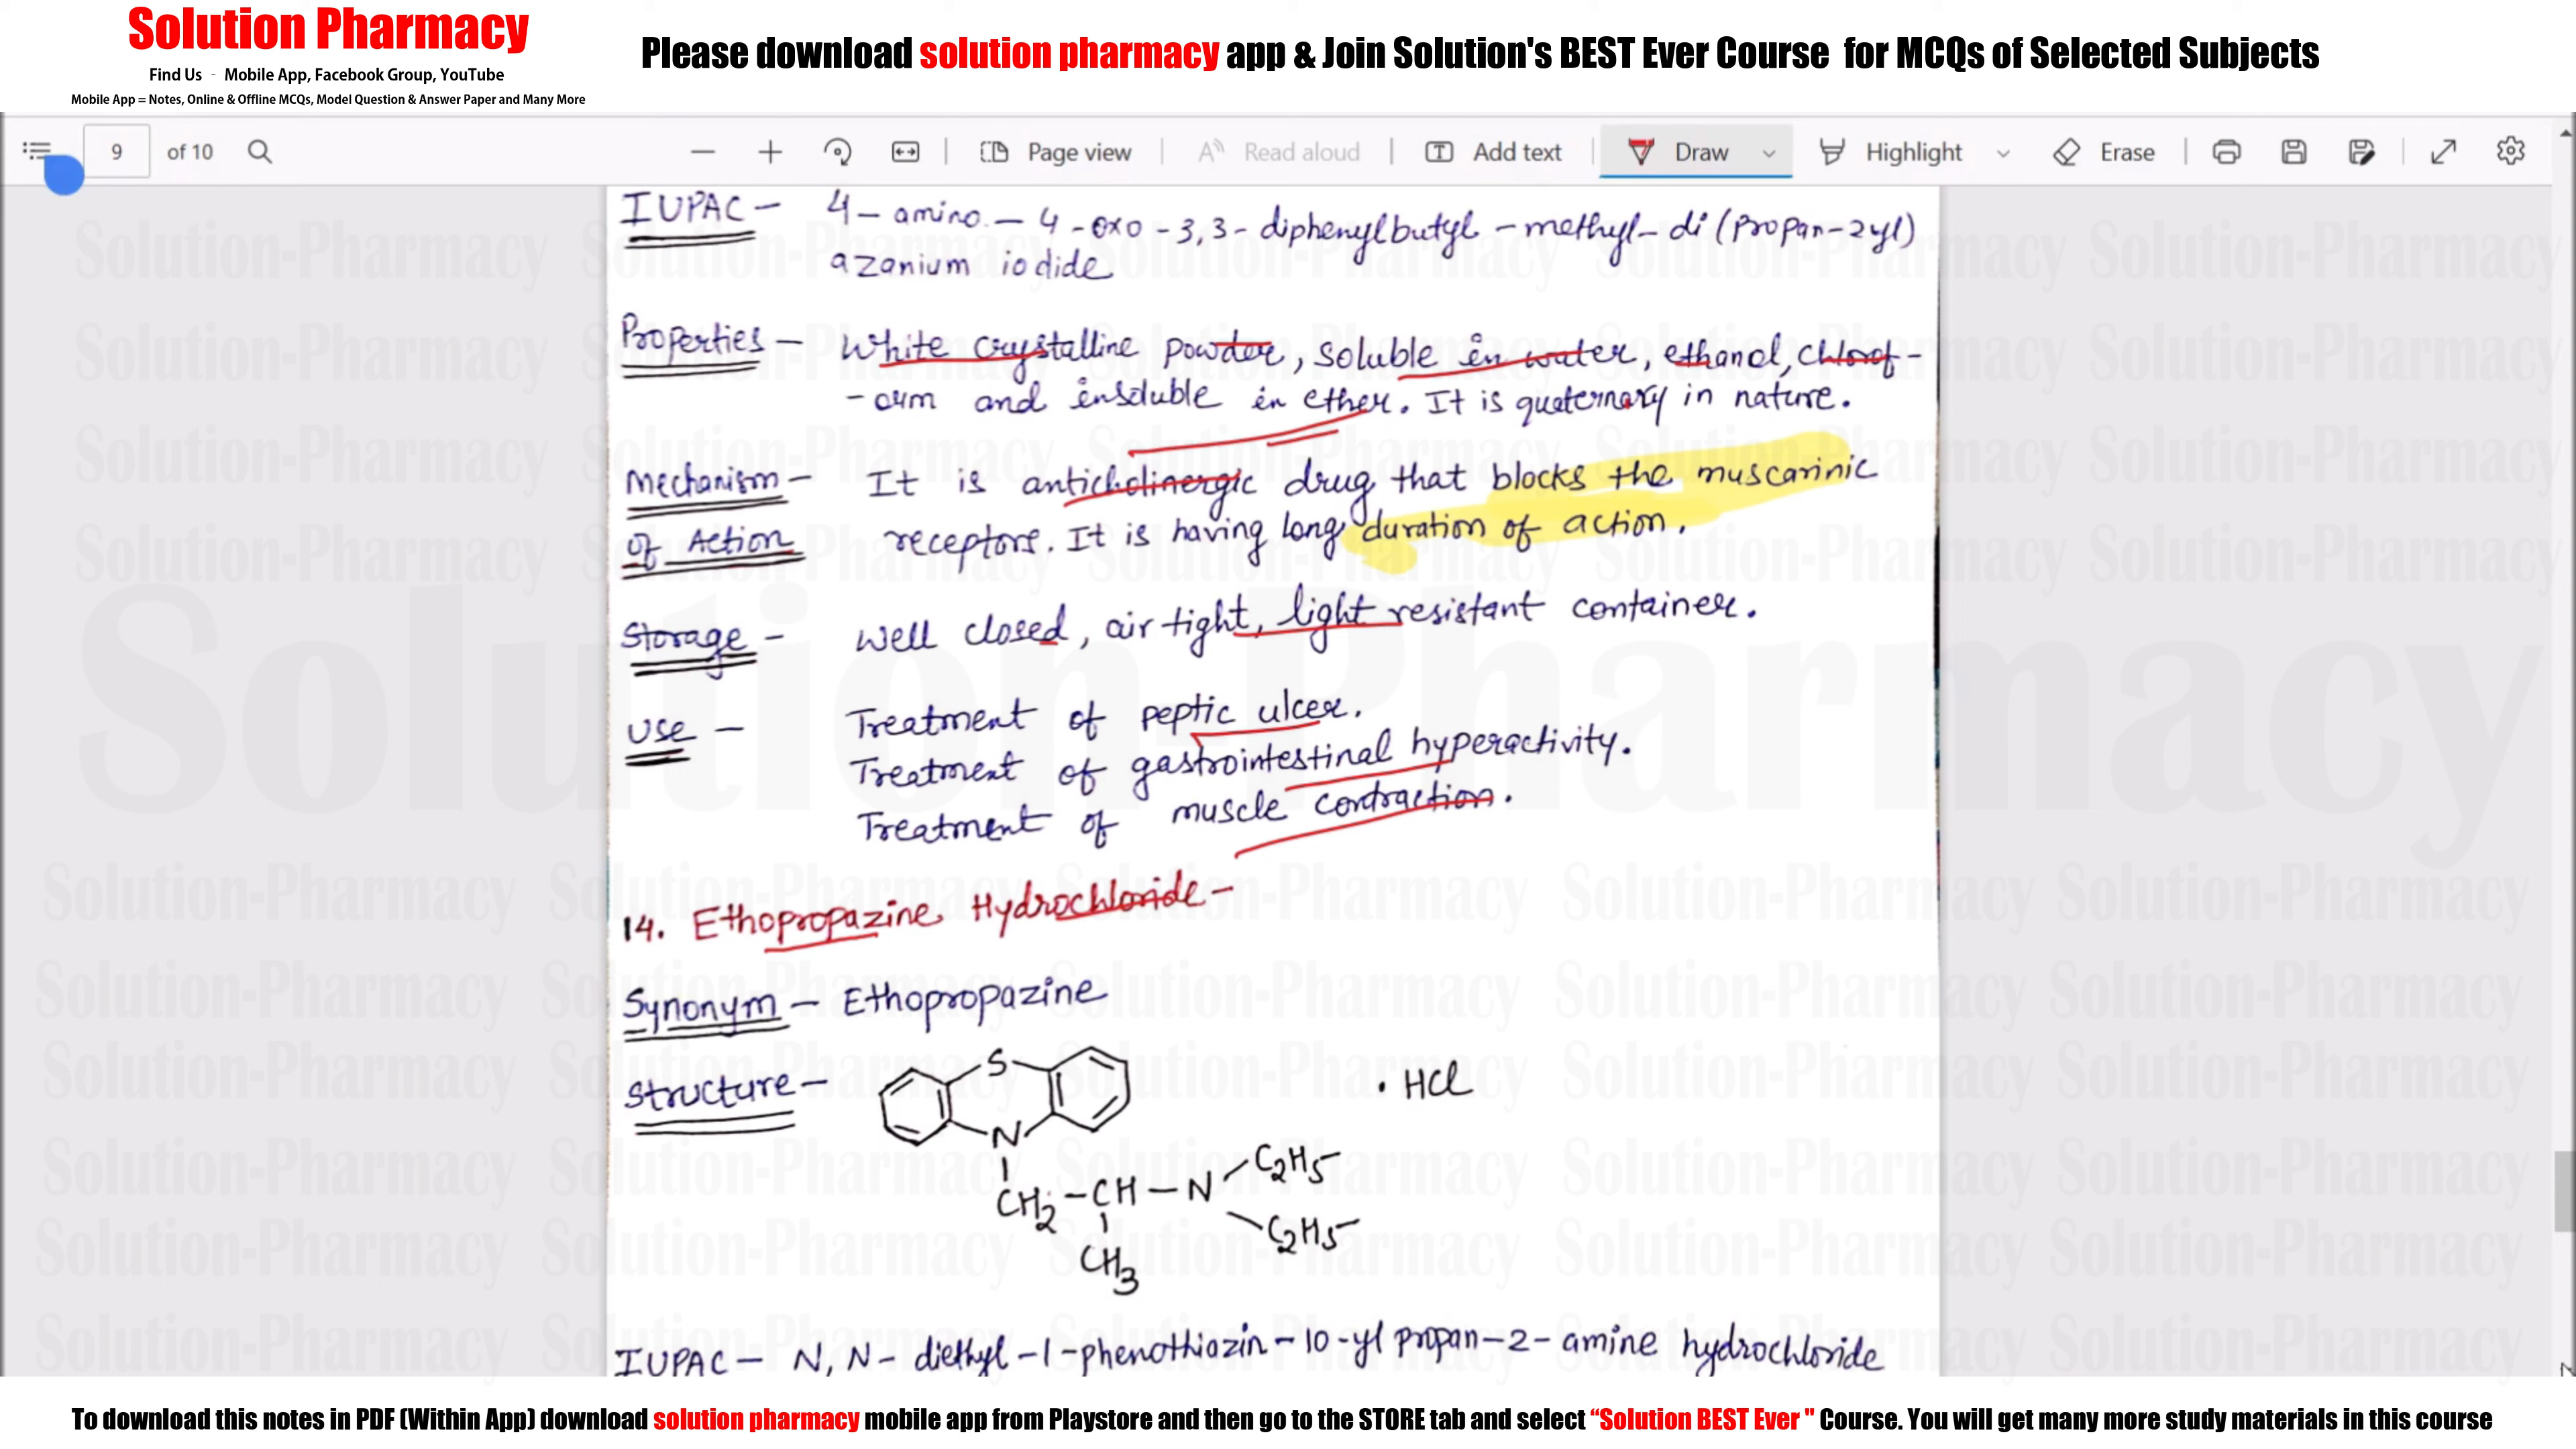 Solution Pharmacy
Find Us - Mobile App, Facebook Group, YouTube
Mobile App = Notes, Online & Offline MCQs, Model Question & Answer Paper and Many More
Please download solution pharmacy app & Join Solution's BEST Ever Course for MCQs of Selected Subjects
9 of 10 Page view Read aloud Add text Draw Highlight Erase
IUPAC - 4-amino-4-oxo-3,3-diphenylbutyl-methyl-di(propan-2yl)
azanium iodide
Properties - White crystalline powder, soluble in water, ethanol, chlorof-
-orm and insoluble in ether. It is quaternary in nature.
Mechanism - It is anticholinergic drug that blocks the muscarinic
of Action receptors. It is having long duration of action.
Storage - Well closed, air tight, light resistant container.
Use - Treatment of peptic ulcer.
Treatment of gastrointestinal hyperactivity.
Treatment of muscle contraction.
14. Ethopropazine Hydrochloride-
Synonym - Ethopropazine
Structure -
S
. HCl
N
C2H5
CH2 - CH - N
C2H5
CH3
IUPAC - N, N- diethyl -1-phenothiazin-10-yl propan-2-amine hydrochloride
Solution-Pharmacy
To download this notes in PDF (Within App) download solution pharmacy mobile app from Playstore and then go to the STORE tab and select “Solution BEST Ever " Course. You will get many more study materials in this course